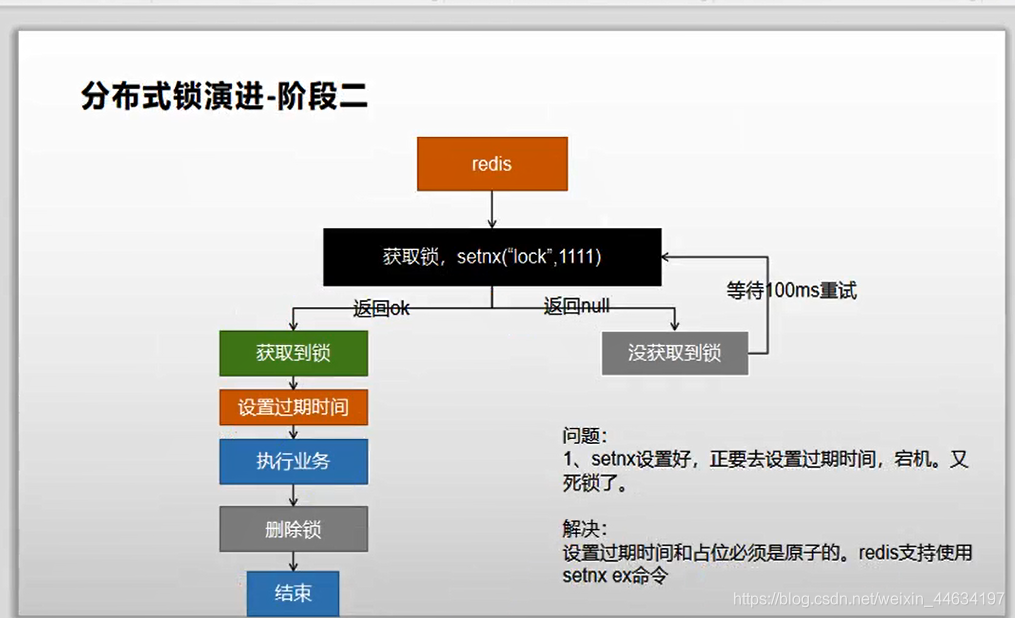 分布式锁演进-阶段二
redis
获取锁，setnx(“lock”,1111)
等待100ms重试
返回ok
返回null
获取到锁
没获取到锁
设置过期时间
执行业务
删除锁
结束
问题：
1、setnx设置好，正要去设置过期时间，宕机。又
死锁了。
解决：
设置过期时间和占位必须是原子的。redis支持使用
setnx ex命令
https://blog.csdn.net/weixin_44634197